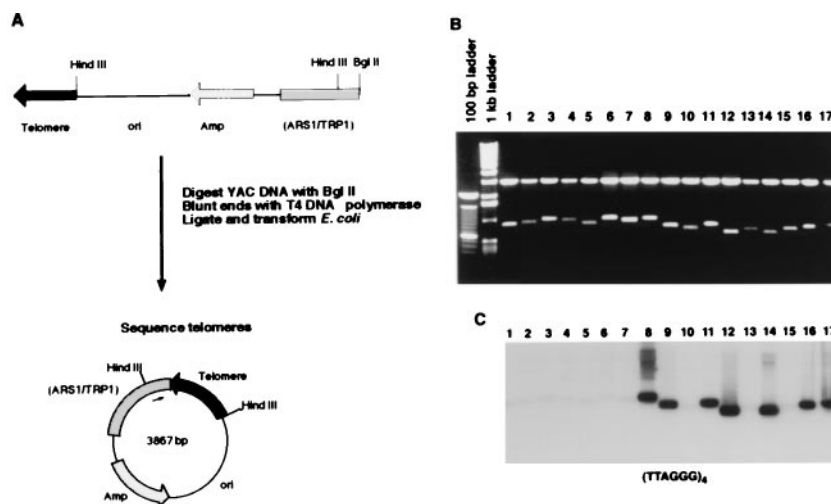 A
Hind III
Hind III Bgl II
Telomere ori Amp (ARS1/TRP1)
Digest YAC DNA with Bgl II
Blunt ends with T4 DNA polymerase
Ligate and transform E. coli
Sequence telomeres
Hind III
(ARS1/TRP1)
Telomere
Hind III
3867 bp
Amp
ori
B
100 bp ladder
1 kb ladder
1 2 3 4 5 6 7 8 9 10 11 12 13 14 15 16 17
C
1 2 3 4 5 6 7 8 9 10 11 12 14 15 16 17
(TTAGGG)4